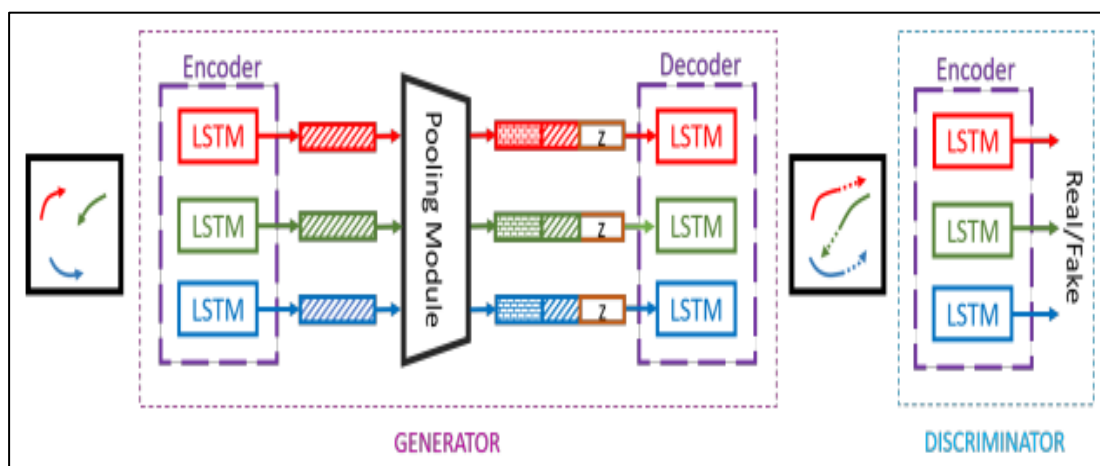 Encoder
LSTM
LSTM
LSTM
Pooling Module
z
z
z
Decoder
LSTM
LSTM
LSTM
GENERATOR
Encoder
LSTM
LSTM
LSTM
Real/Fake
DISCRIMINATOR